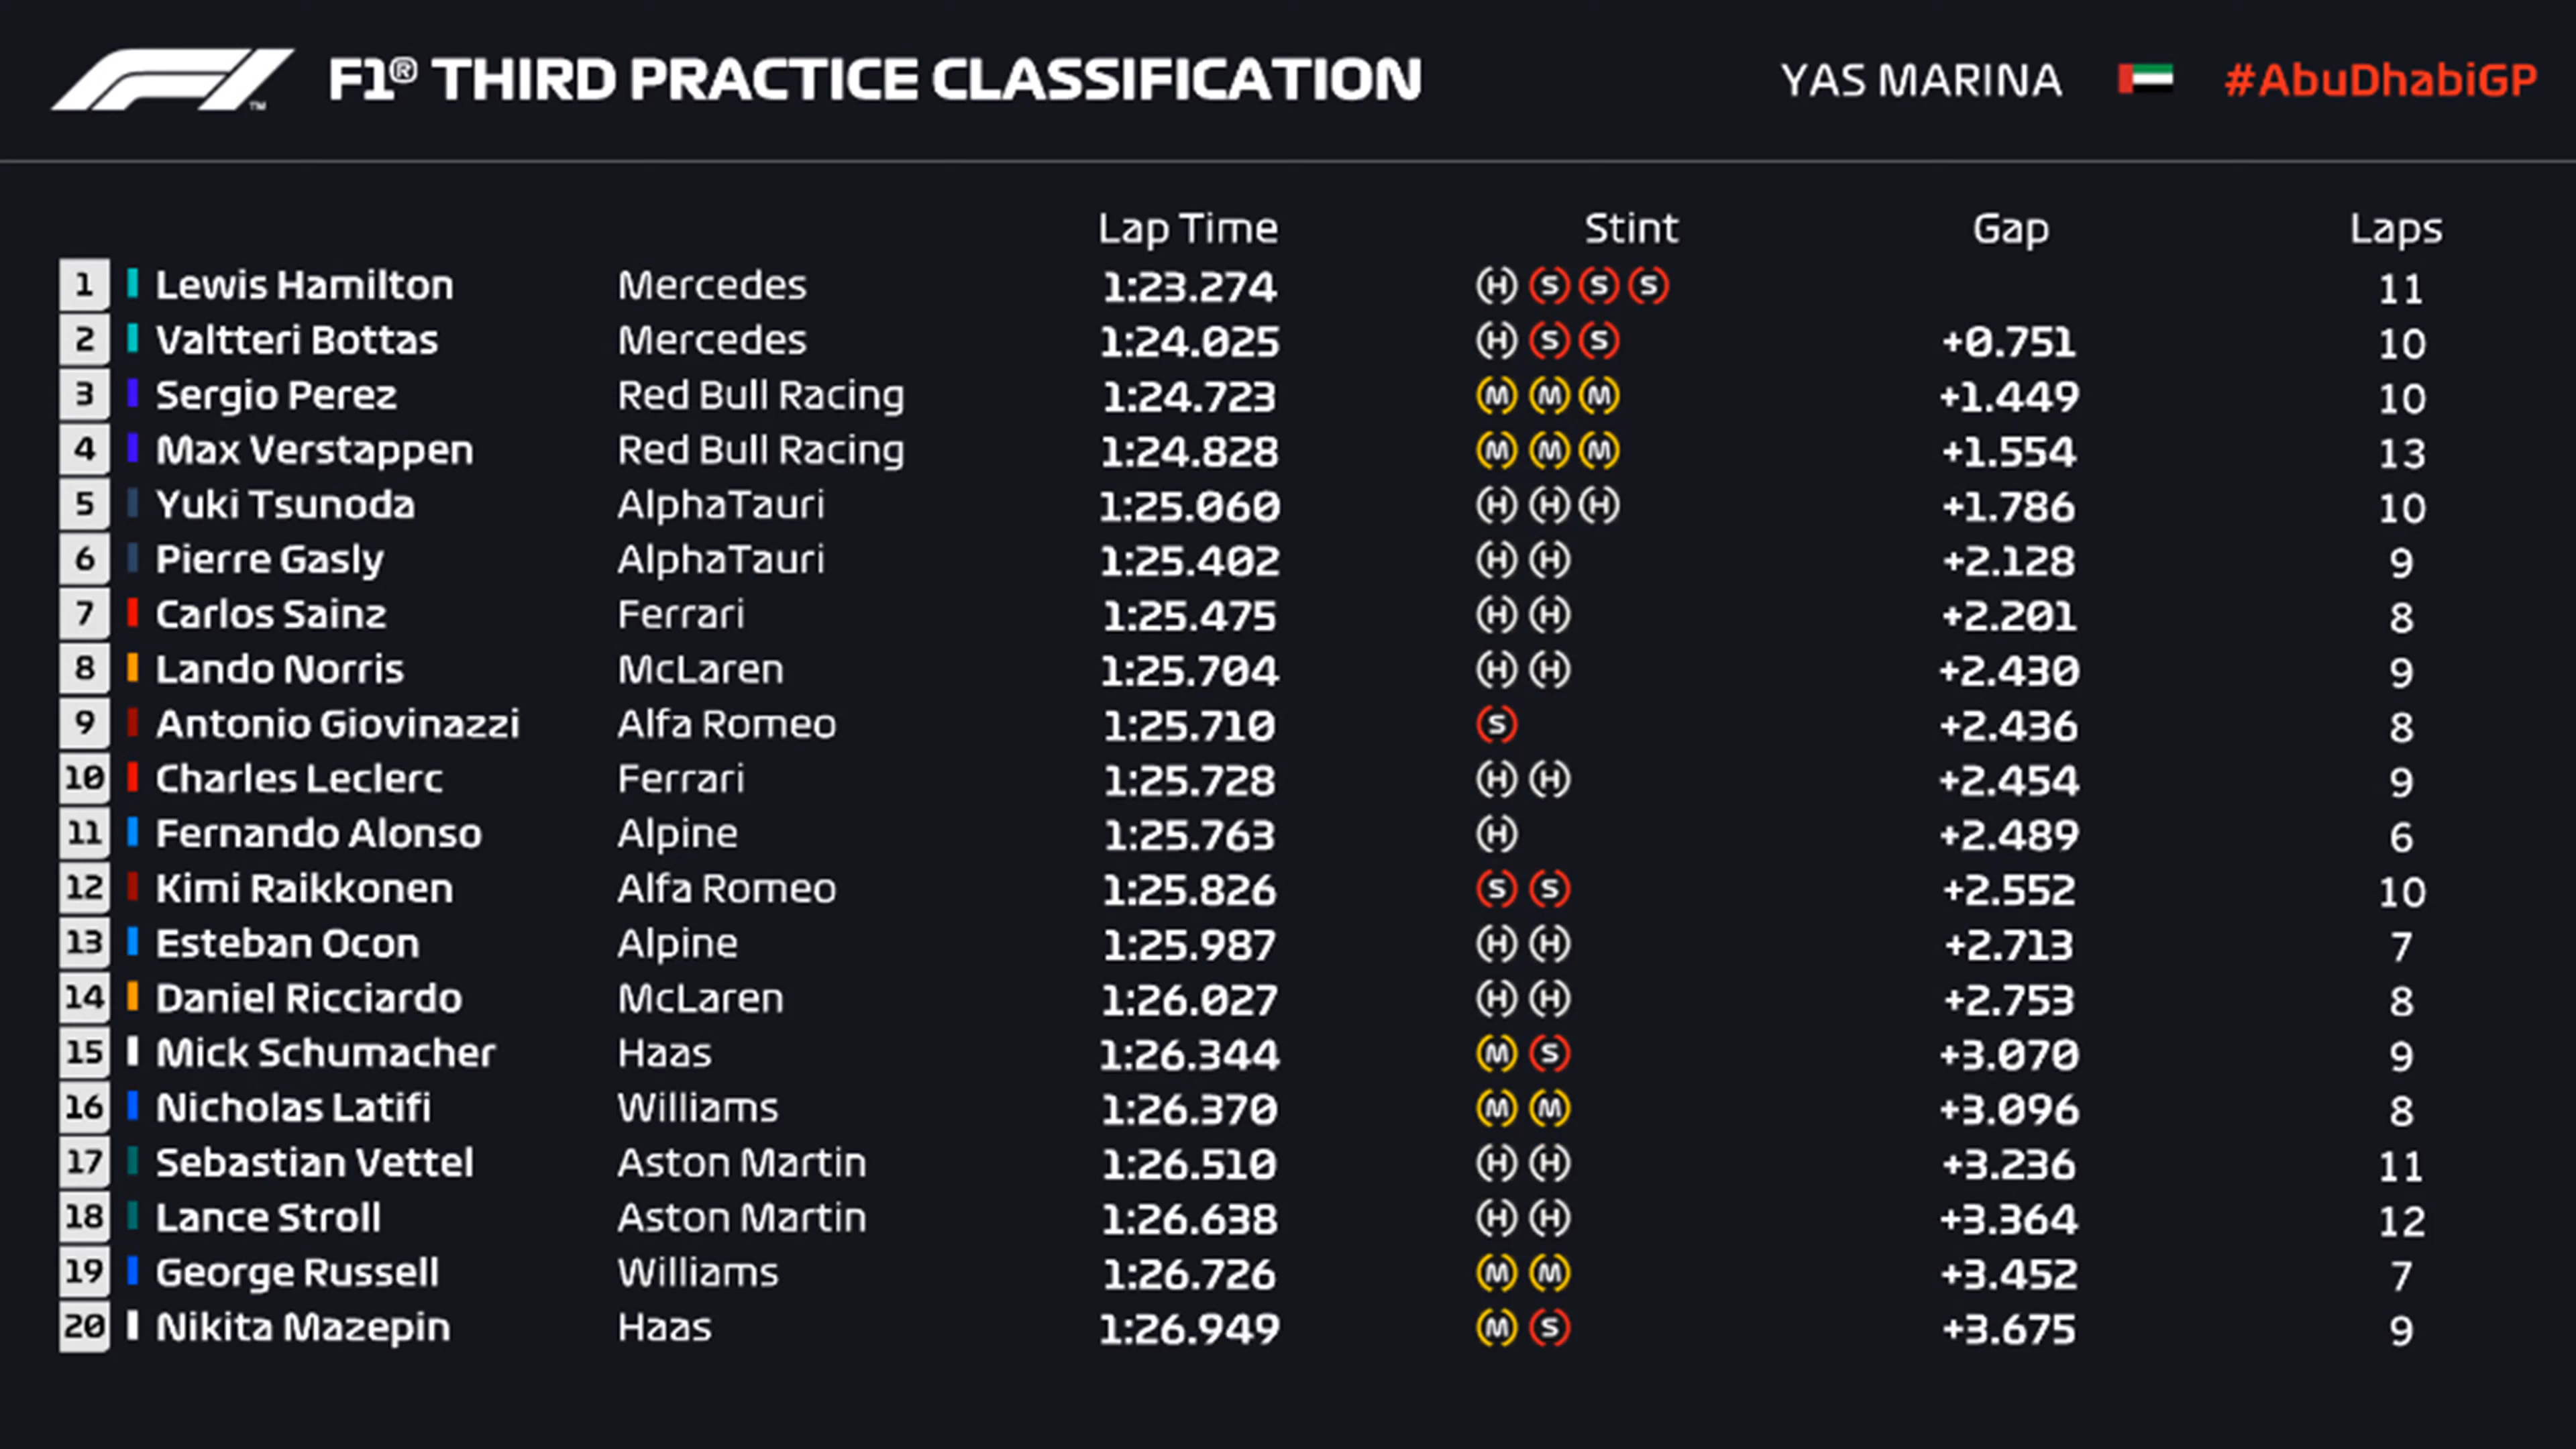 F1™ F1® THIRD PRACTICE CLASSIFICATION YAS MARINA #AbuDhabiGP
Lap Time Stint Gap Laps
1 Lewis Hamilton Mercedes 1:23.274 H S S S 11
2 Valtteri Bottas Mercedes 1:24.025 H S S +0.751 10
3 Sergio Perez Red Bull Racing 1:24.723 M M M +1.449 10
4 Max Verstappen Red Bull Racing 1:24.828 M M M +1.554 13
5 Yuki Tsunoda AlphaTauri 1:25.060 H H H +1.786 10
6 Pierre Gasly AlphaTauri 1:25.402 H H +2.128 9
7 Carlos Sainz Ferrari 1:25.475 H H +2.201 8
8 Lando Norris McLaren 1:25.704 H H +2.430 9
9 Antonio Giovinazzi Alfa Romeo 1:25.710 S +2.436 8
10 Charles Leclerc Ferrari 1:25.728 H H +2.454 9
11 Fernando Alonso Alpine 1:25.763 H +2.489 6
12 Kimi Raikkonen Alfa Romeo 1:25.826 S S +2.552 10
13 Esteban Ocon Alpine 1:25.987 H H +2.713 7
14 Daniel Ricciardo McLaren 1:26.027 H H +2.753 8
15 Mick Schumacher Haas 1:26.344 M S +3.070 9
16 Nicholas Latifi Williams 1:26.370 M M +3.096 8
17 Sebastian Vettel Aston Martin 1:26.510 H H +3.236 11
18 Lance Stroll Aston Martin 1:26.638 H H +3.364 12
19 George Russell Williams 1:26.726 M M +3.452 7
20 Nikita Mazepin Haas 1:26.949 M S +3.675 9